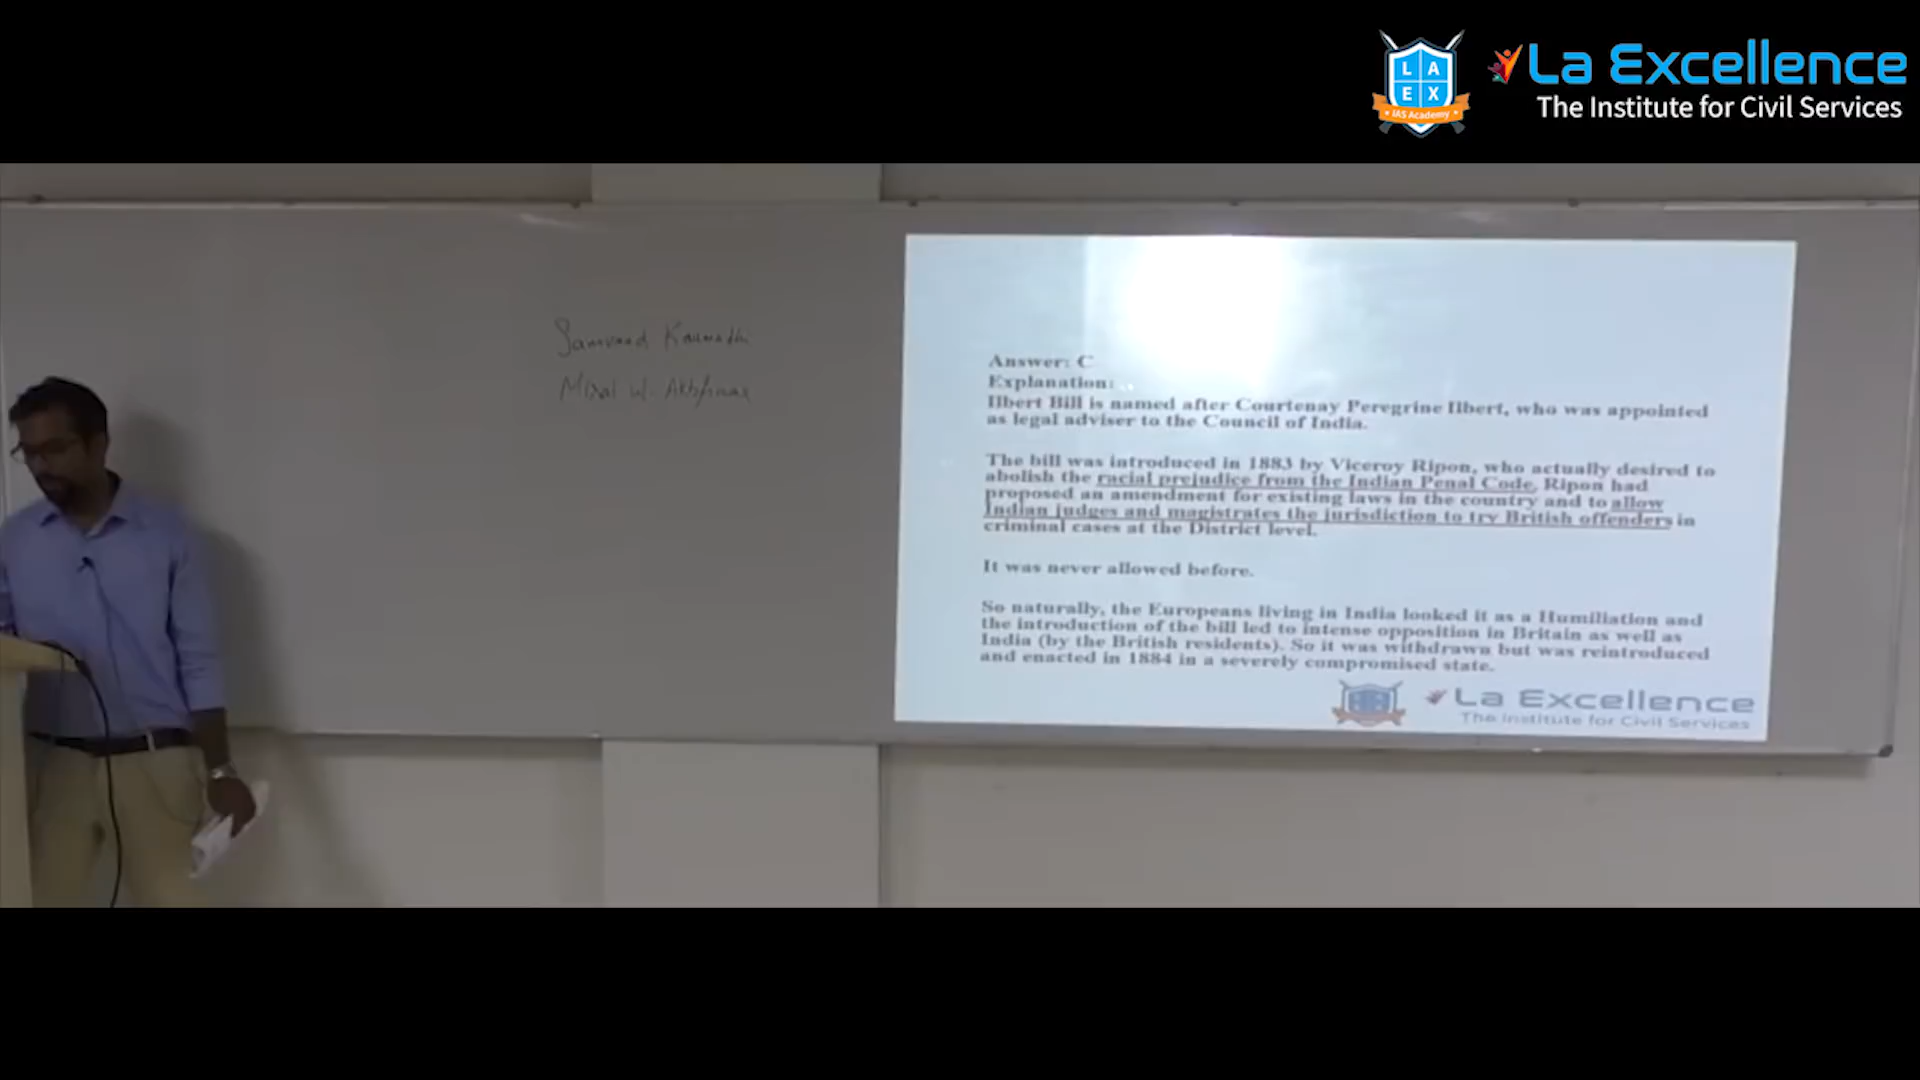 L A
E X
IAS Academy
La Excellence
The Institute for Civil Services
Samvaad Kaumudhi
Mirat ul Akhbaar
Answer: C
Explanation:
Ilbert Bill is named after Courtenay Peregrine Ilbert, who was appointed
as legal adviser to the Council of India.
The bill was introduced in 1883 by Viceroy Ripon, who actually desired to
abolish the racial prejudice from the Indian Penal Code. Ripon had
proposed an amendment for existing laws in the country and to allow
Indian judges and magistrates the jurisdiction to try British offenders in
criminal cases at the District level.
It was never allowed before.
So naturally, the Europeans living in India looked it as a Humiliation and
the introduction of the bill led to intense opposition in Britain as well as
India (by the British residents). So it was withdrawn but was reintroduced
and enacted in 1884 in a severely compromised state.
La Excellence
The Institute for Civil Services